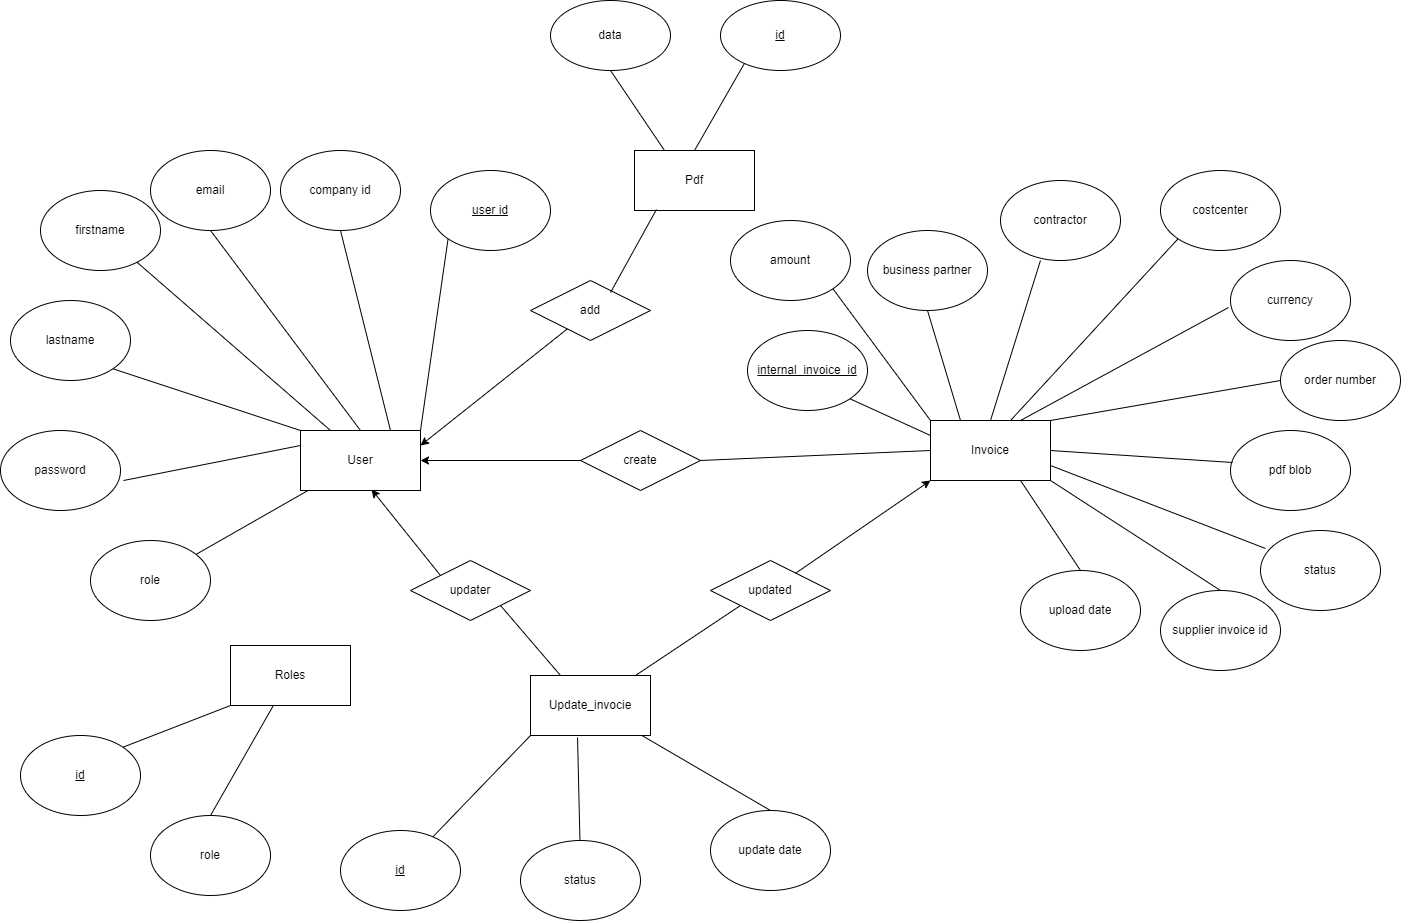 data
id
Pdf
email
company id
user id
firstname
contractor
costcenter
amount
business partner
currency
add
lastname
internal_invoice_id
order number
User
create
Invoice
password
pdf blob
role
updater
updated
status
upload date
supplier invoice id
Roles
Update_invocie
id
role
id
status
update date